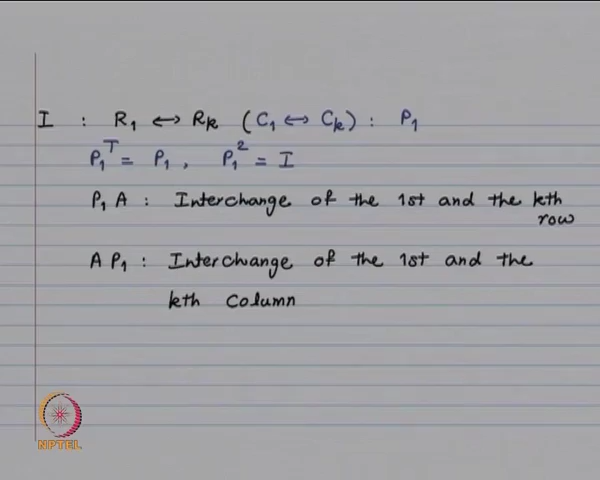 I : R₁ ↔ Rₖ (C₁ ↔ Cₖ) : P₁
P₁ᵀ = P₁ , P₁² = I
P₁ A : Interchange of the 1st and the kth
row
A P₁ : Interchange of the 1st and the
kth column
NPTEL